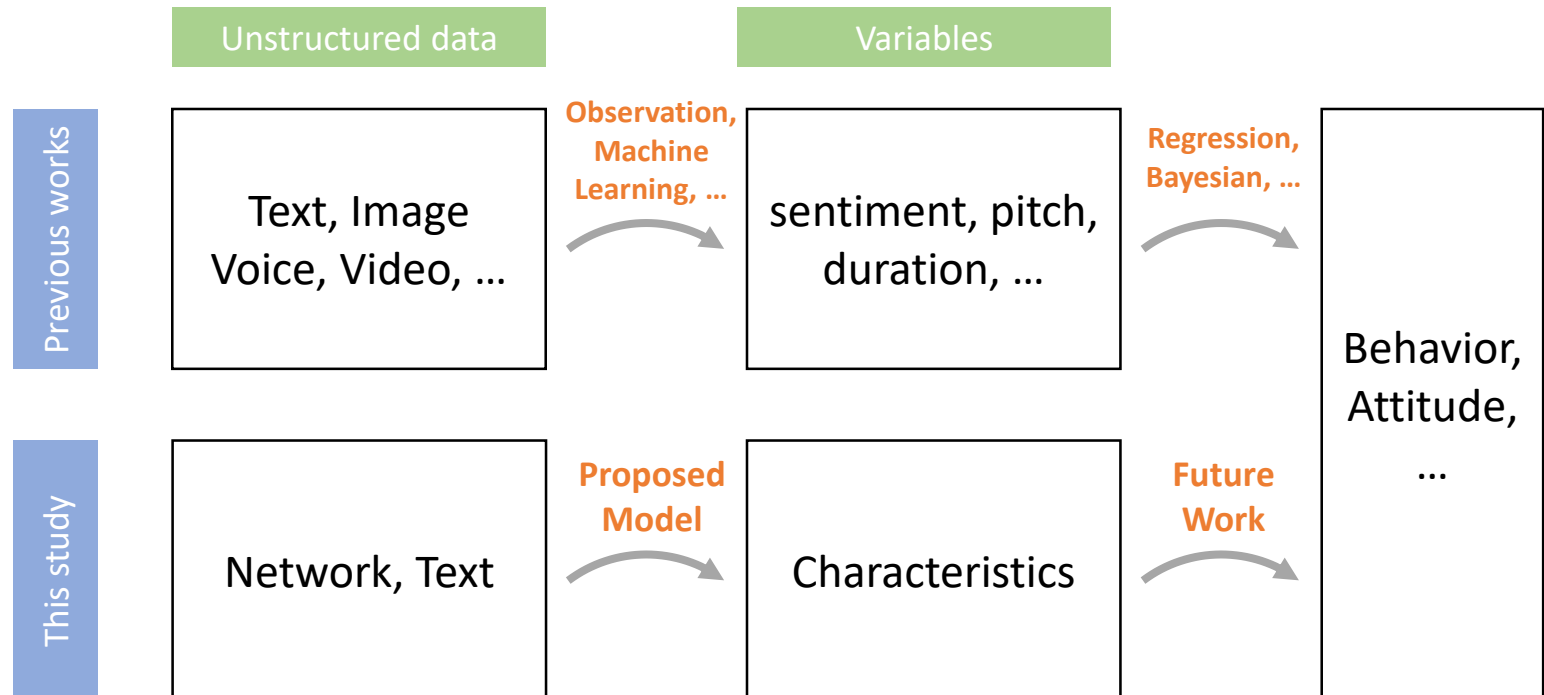 Unstructured data
Variables
Previous works
Text, Image
Voice, Video, ...
Observation,
Machine
Learning, ...
sentiment, pitch,
duration, ...
Regression,
Bayesian, ...
Behavior,
Attitude,
...
This study
Network, Text
Proposed
Model
Characteristics
Future
Work